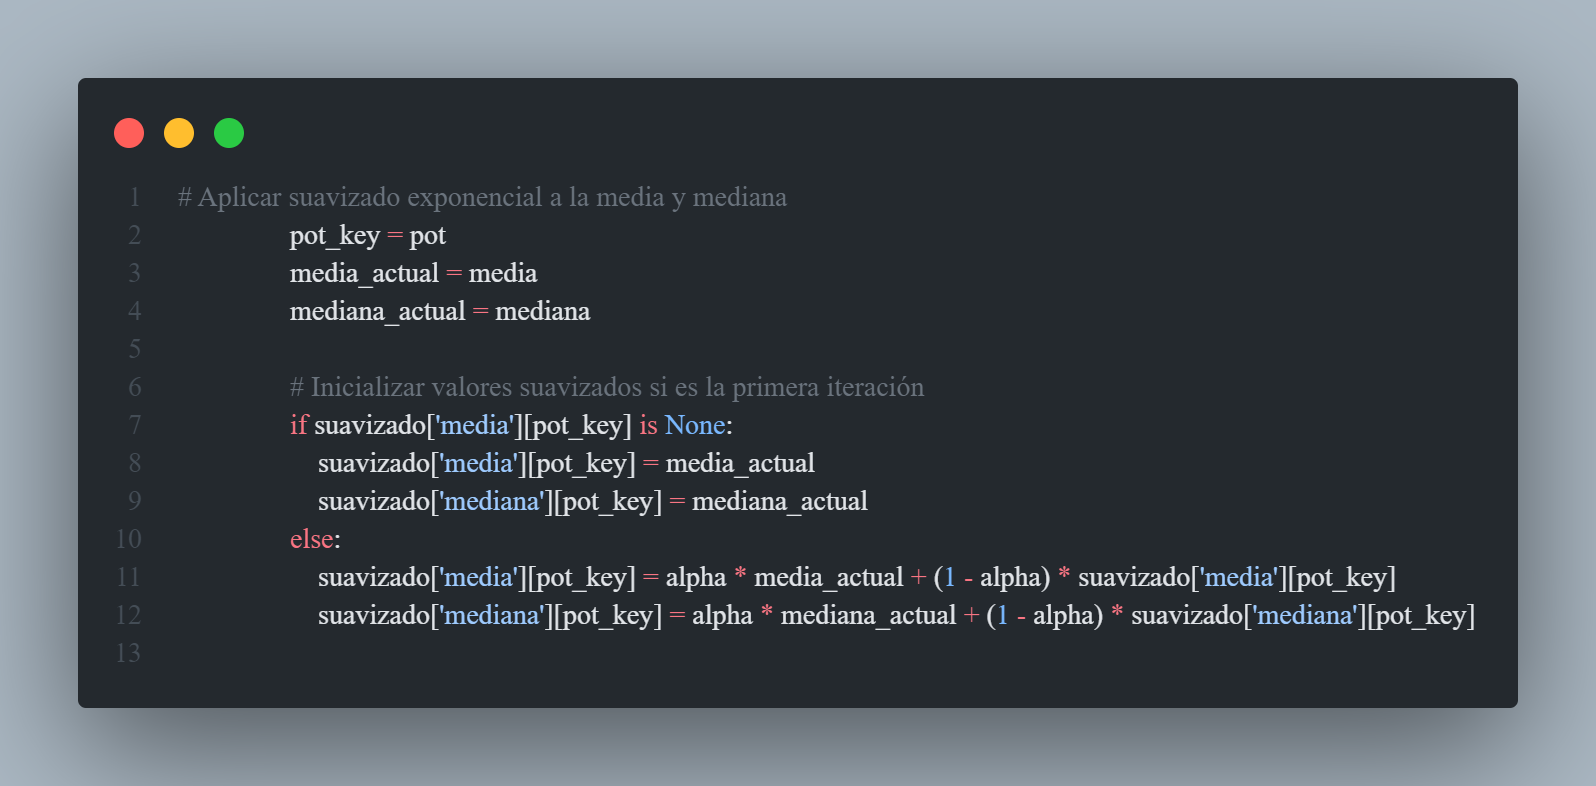 1 # Aplicar suavizado exponencial a la media y mediana
2 pot_key = pot
3 media_actual = media
4 mediana_actual = mediana
5
6 # Inicializar valores suavizados si es la primera iteración
7 if suavizado['media'][pot_key] is None:
8 suavizado['media'][pot_key] = media_actual
9 suavizado['mediana'][pot_key] = mediana_actual
10 else:
11 suavizado['media'][pot_key] = alpha * media_actual + (1 - alpha) * suavizado['media'][pot_key]
12 suavizado['mediana'][pot_key] = alpha * mediana_actual + (1 - alpha) * suavizado['mediana'][pot_key]
13